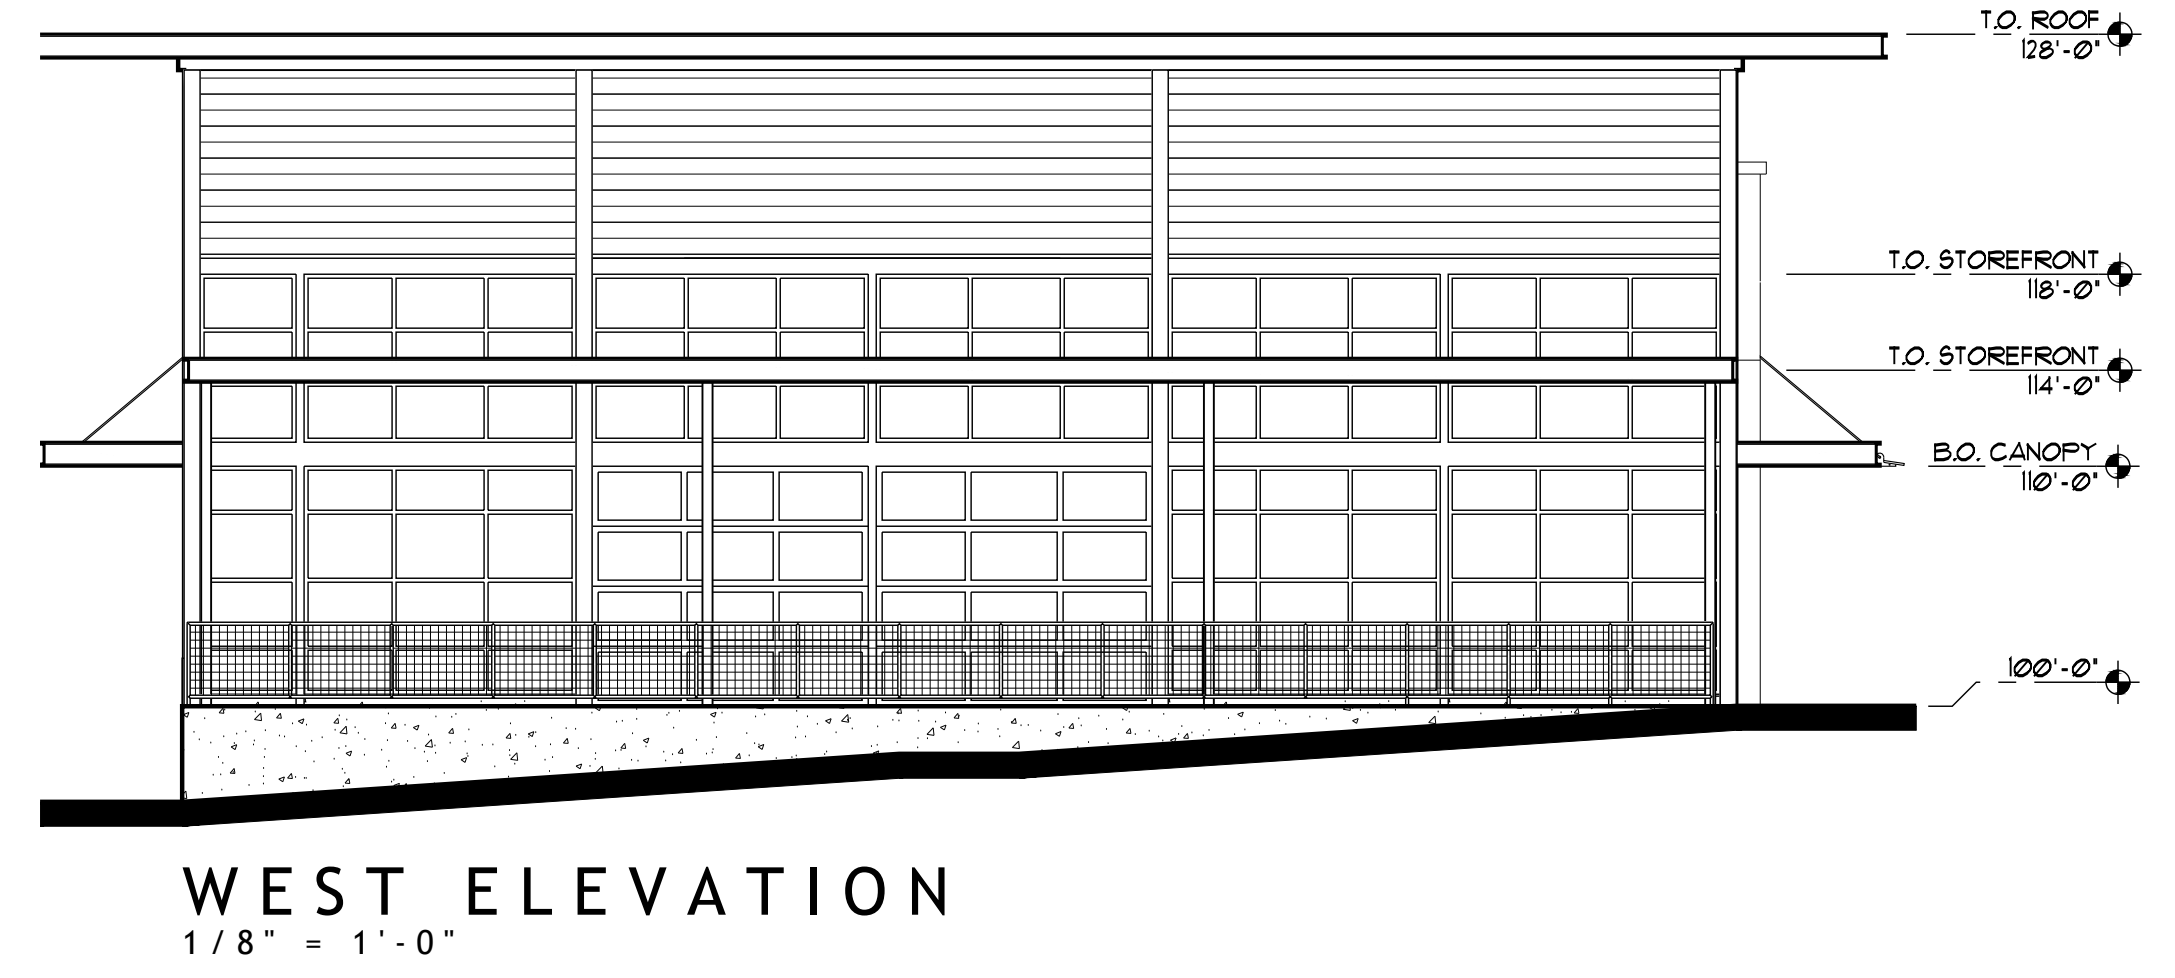 T.O. ROOF
128'-0"
T.O. STOREFRONT
118'-0"
T.O. STOREFRONT
114'-0"
B.O. CANOPY
110'-0"
100'-0"
WEST ELEVATION
1/8" = 1'-0"